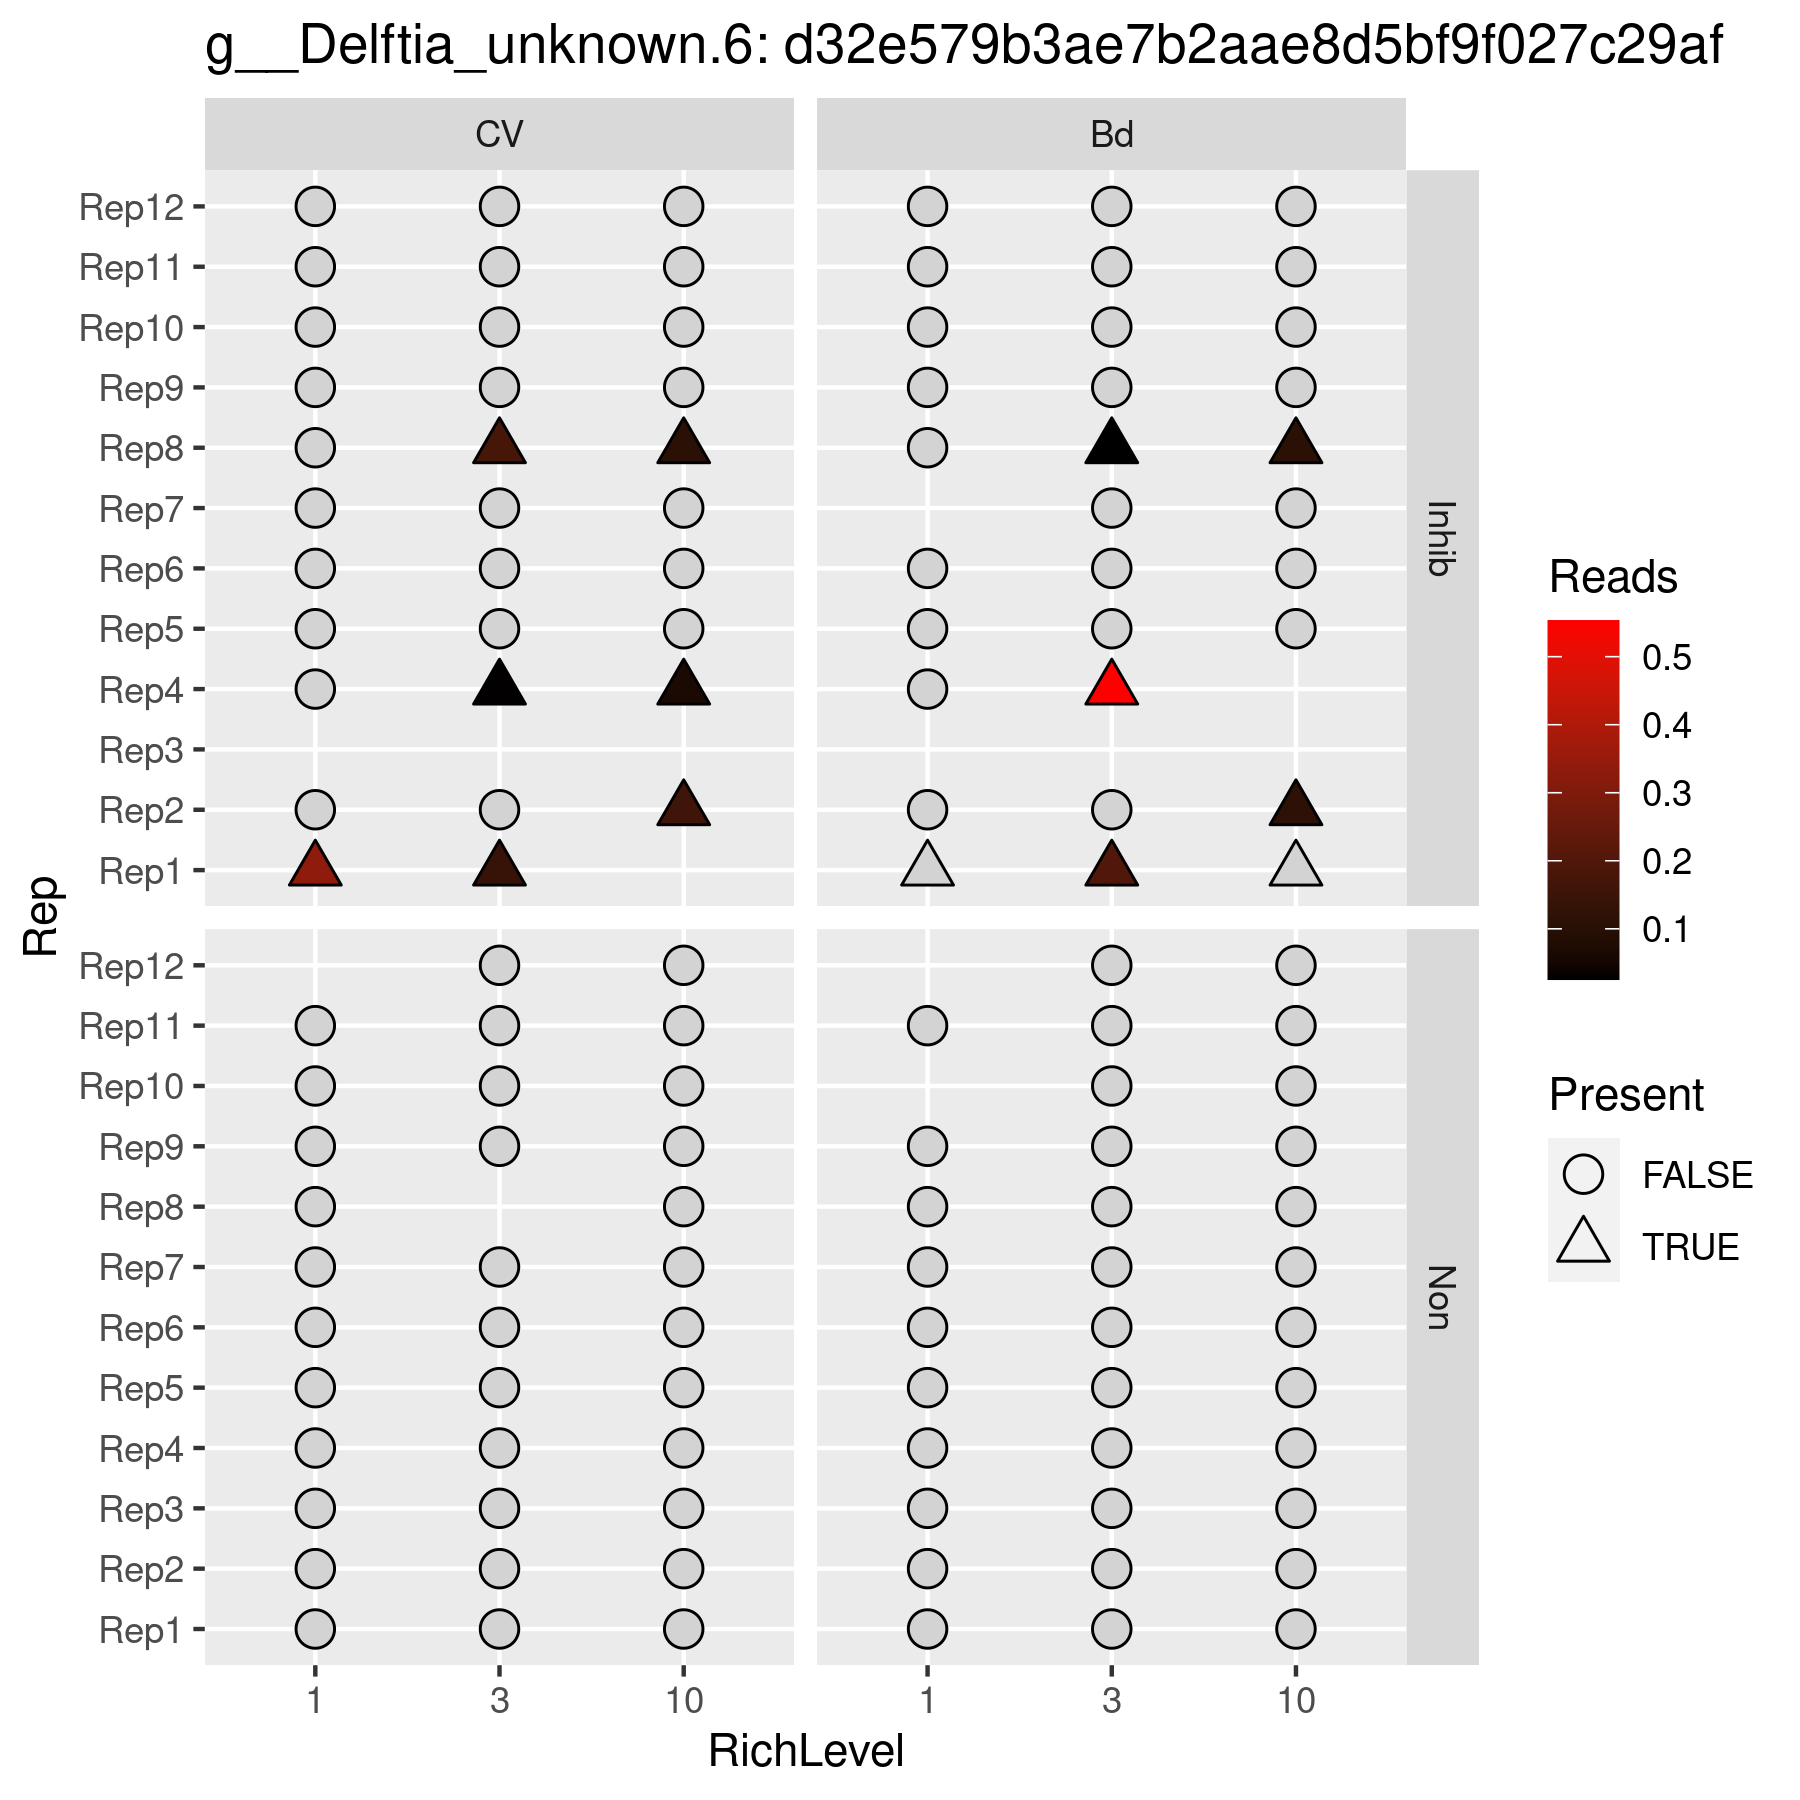 g__Delftia_unknown.6: d32e579b3ae7b2aae8d5bf9f027c29af
CV
Bd
Rep12
Rep11
Rep10
Rep9
Rep8
Rep7
Rep6
Rep5
Rep4
Rep3
Rep2
Rep1
Inhib
Rep12
Rep11
Rep10
Rep9
Rep8
Rep7
Rep6
Rep5
Rep4
Rep3
Rep2
Rep1
Non
Rep
1
3
10
1
3
10
RichLevel
Reads
0.5
0.4
0.3
0.2
0.1
Present
FALSE
TRUE